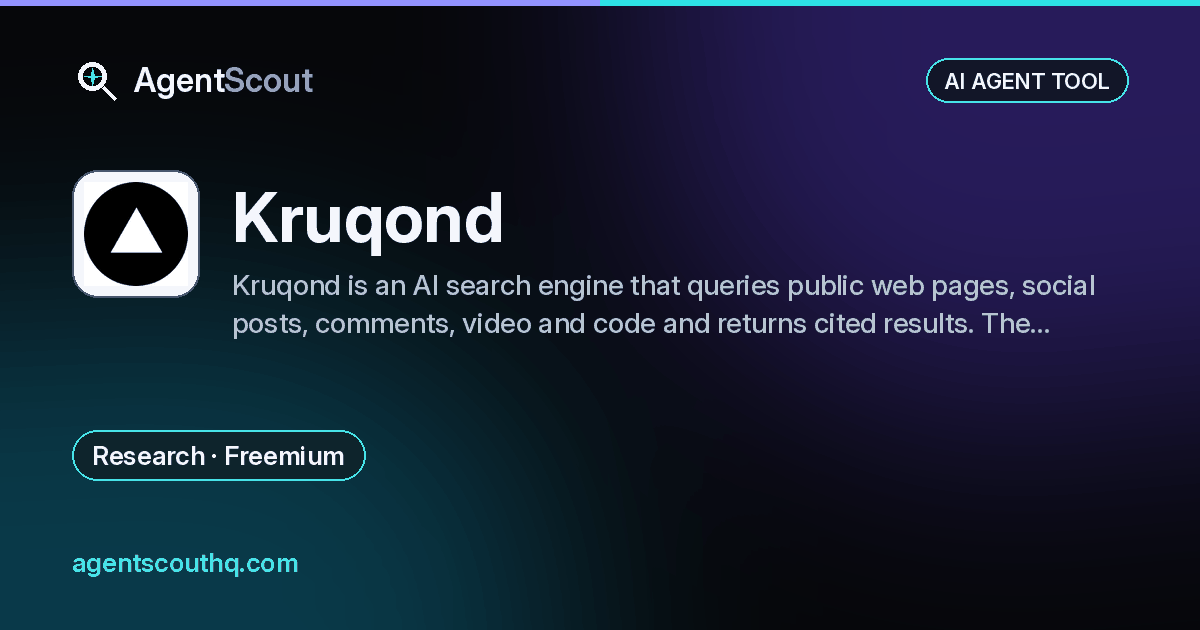 AgentScout
AI AGENT TOOL
Kruqond
Kruqond is an AI search engine that queries public web pages, social
posts, comments, video and code and returns cited results. The...
Research · Freemium
agentscouthq.com